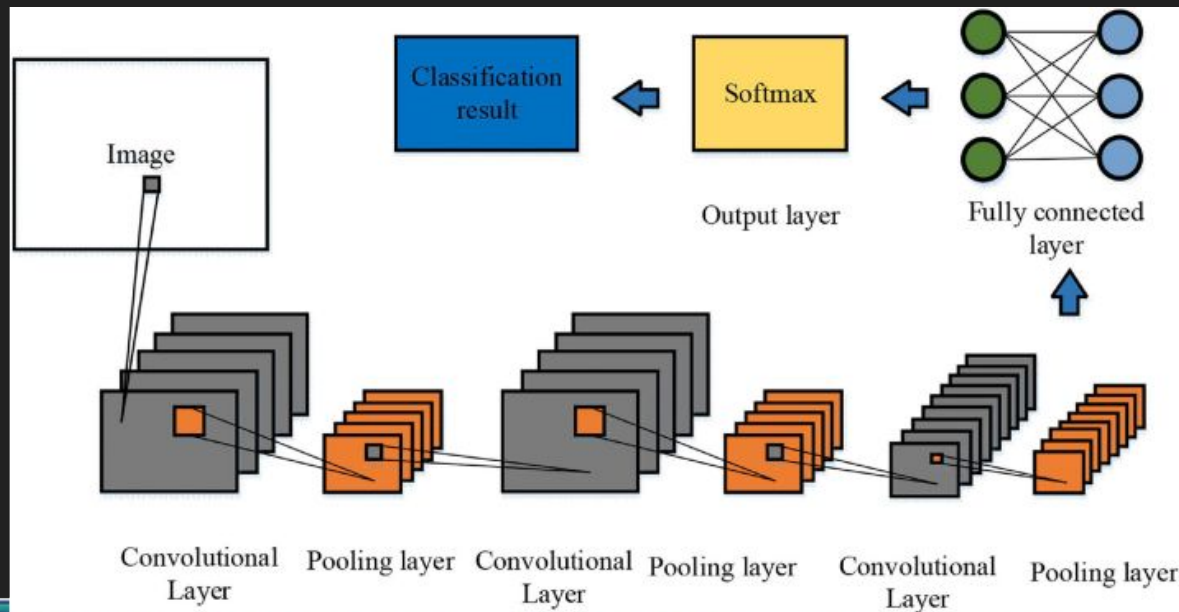 Image
Classification
result
Softmax
Output layer
Fully connected
layer
Convolutional
Layer
Pooling layer
Convolutional
Layer
Pooling layer
Convolutional
Layer
Pooling layer